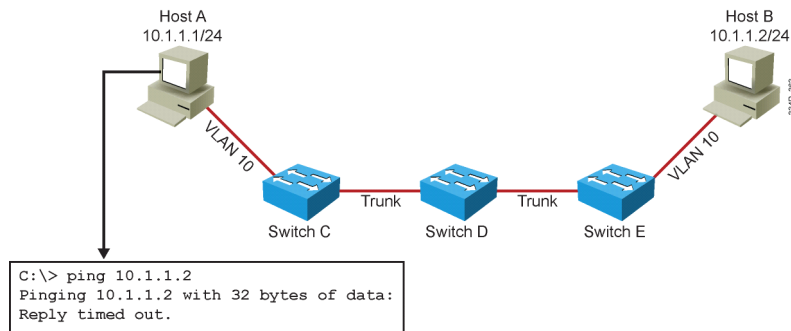 Host A
10.1.1.1/24
Host B
10.1.1.2/24
VLAN 10
VLAN 10
Trunk
Trunk
Switch C
Switch D
Switch E
C:\> ping 10.1.1.2
Pinging 10.1.1.2 with 32 bytes of data:
Reply timed out.